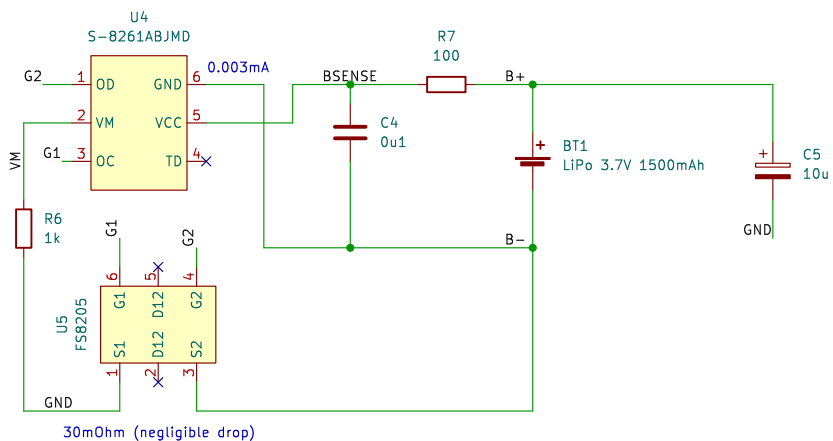 U4
S-8261ABJMD
G2
1
OD
GND
6
0.003mA
2
VM
VCC
5
G1
3
OC
TD
4
VM
BSENSE
R7
100
B+
C4
0u1
BT1
LiPo 3.7V 1500mAh
C5
10u
GND
R6
1k
G1
G2
B-
6
5
4
G1
D12
G2
U5
FS8205
S1
D12
S2
1
2
3
GND
30mOhm (negligible drop)